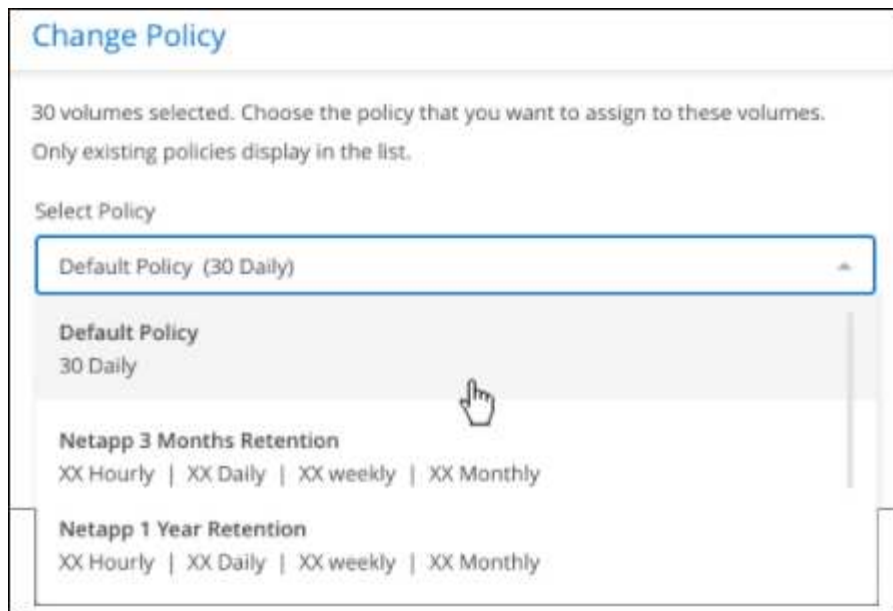 Change Policy
30 volumes selected. Choose the policy that you want to assign to these volumes.
Only existing policies display in the list.
Select Policy
Default Policy (30 Daily)
Default Policy
30 Daily
Netapp 3 Months Retention
XX Hourly | XX Daily | XX weekly | XX Monthly
Netapp 1 Year Retention
XX Hourly | XX Daily | XX weekly | XX Monthly